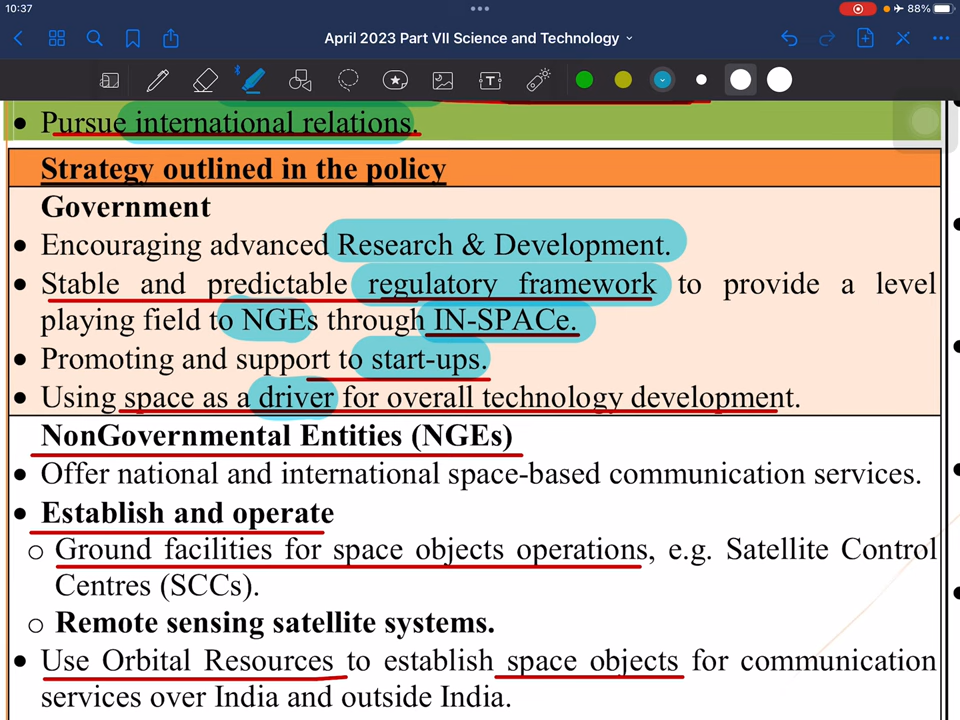 10:37
88%
April 2023 Part VII Science and Technology
• Pursue international relations.
Strategy outlined in the policy
Government
• Encouraging advanced Research & Development.
• Stable and predictable regulatory framework to provide a level
playing field to NGEs through IN-SPACe.
• Promoting and support to start-ups.
• Using space as a driver for overall technology development.
NonGovernmental Entities (NGEs)
• Offer national and international space-based communication services.
• Establish and operate
o Ground facilities for space objects operations, e.g. Satellite Control
Centres (SCCs).
o Remote sensing satellite systems.
• Use Orbital Resources to establish space objects for communication
services over India and outside India.